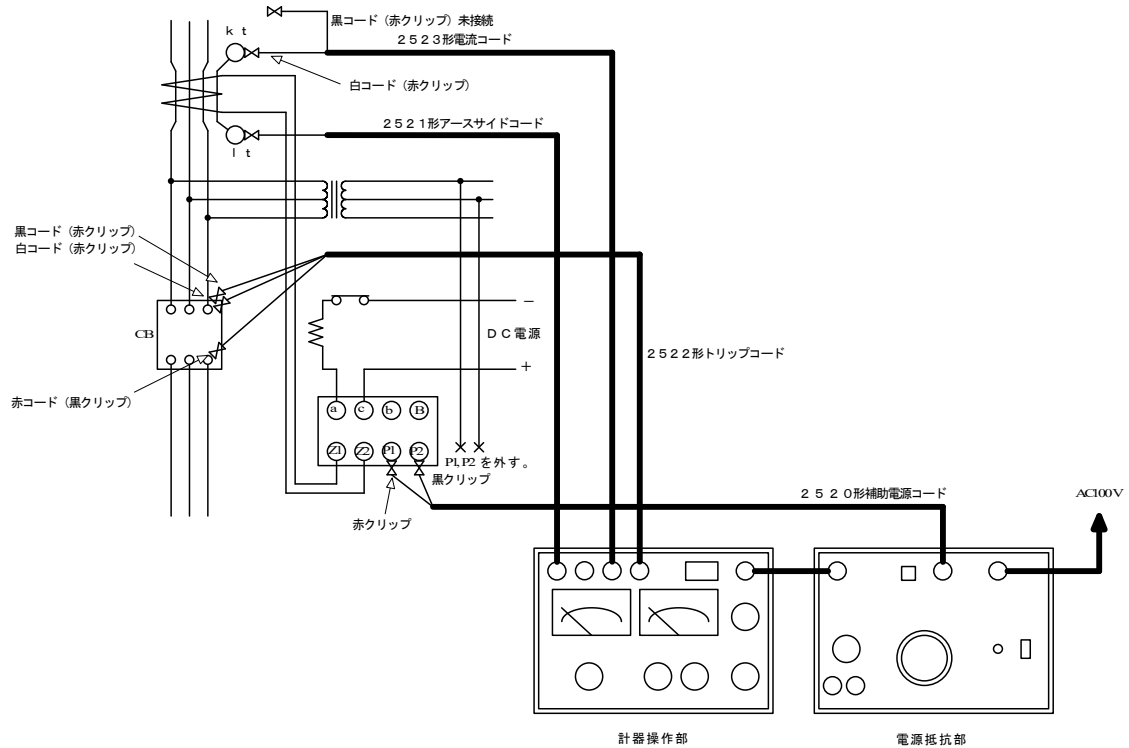 黒コード（赤クリップ）未接続
ｋｔ
２５２３形電流コード
白コード（赤クリップ）
２５２１形アースサイドコード
ｌｔ
黒コード（赤クリップ）
白コード（赤クリップ）
CB
－
ＤＣ電源
＋
２５２２形トリップコード
赤コード（黒クリップ）
a c b B
Z1 Z2 P1 P2
P1,P2を外す。
黒クリップ
赤クリップ
２５２０形補助電源コード
AC100V
計器操作部
電源抵抗部